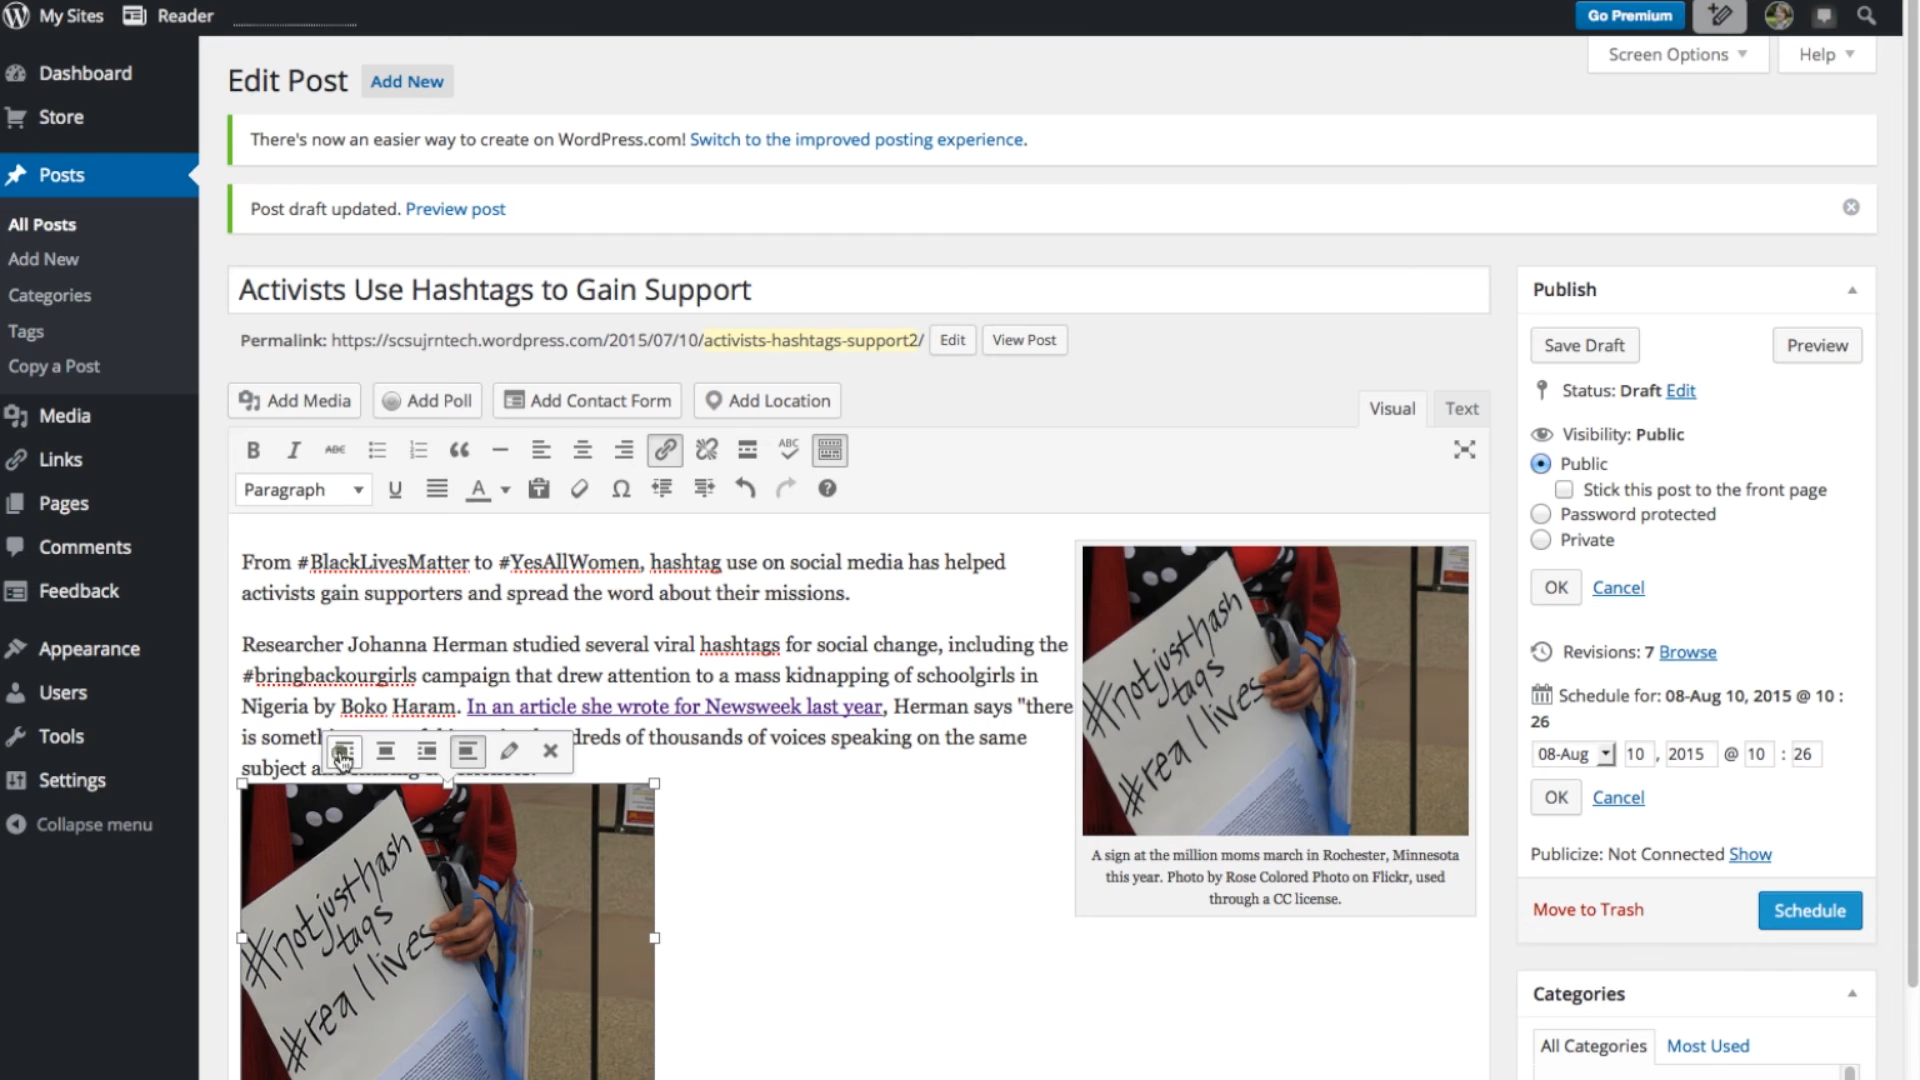 My Sites Reader Go Premium
Dashboard
Store
Posts
All Posts
Add New
Categories
Tags
Copy a Post
Media
Links
Pages
Comments
Feedback
Appearance
Users
Tools
Settings
Collapse menu
Screen Options Help
Edit Post Add New
There's now an easier way to create on WordPress.com! Switch to the improved posting experience.
Post draft updated. Preview post
Activists Use Hashtags to Gain Support
Permalink: https://scsujrntech.wordpress.com/2015/07/10/activists-hashtags-support2/ Edit View Post
Add Media Add Poll Add Contact Form Add Location Visual Text
B I ABC ABC
Paragraph U A
From #BlackLivesMatter to #YesAllWomen, hashtag use on social media has helped
activists gain supporters and spread the word about their missions.
Researcher Johanna Herman studied several viral hashtags for social change, including the
#bringbackourgirls campaign that drew attention to a mass kidnapping of schoolgirls in
Nigeria by Boko Haram. In an article she wrote for Newsweek last year, Herman says "there
is dreds of thousands of voices speaking on the same
subject
#notjusthash
tags
#real lives
A sign at the million moms march in Rochester, Minnesota
this year. Photo by Rose Colored Photo on Flickr, used
through a CC license.
#notjusthash
tags
#real lives
Publish
Save Draft Preview
Status: Draft Edit
Visibility: Public
Public
Stick this post to the front page
Password protected
Private
OK Cancel
Revisions: 7 Browse
Schedule for: 08-Aug 10, 2015 @ 10 :
26
08-Aug 10 , 2015 @ 10 : 26
OK Cancel
Publicize: Not Connected Show
Move to Trash Schedule
Categories
All Categories Most Used